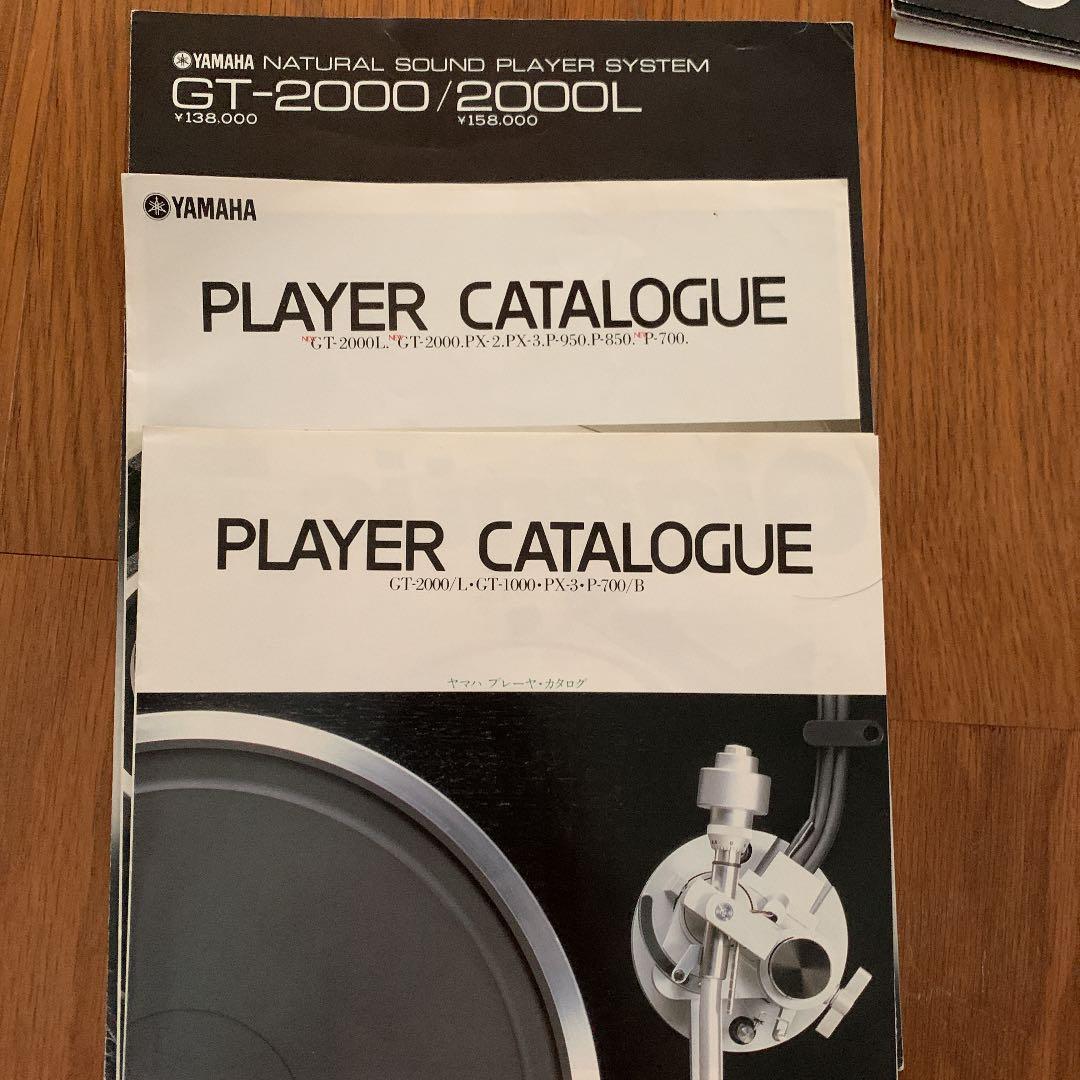 YAMAHA NATURAL SOUND PLAYER SYSTEM
GT-2000/2000L
¥138,000 ¥158,000
YAMAHA
PLAYER CATALOGUE
NEW GT-2000L. NEW GT-2000.PX-2.PX-3.P-950.P-850. NEW P-700.
PLAYER CATALOGUE
GT-2000/L・GT-1000・PX-3・P-700/B
ヤマハ プレーヤ・カタログ